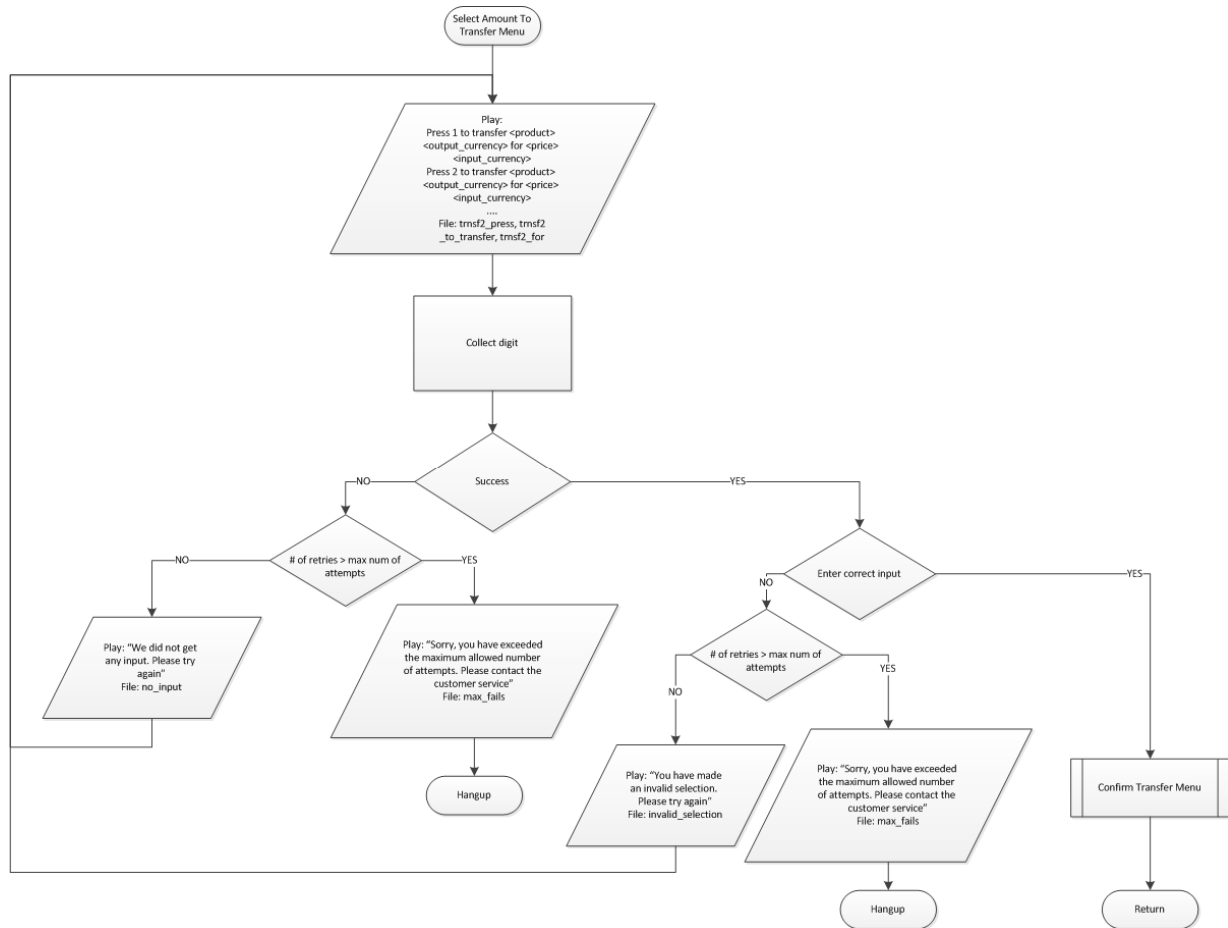 Select Amount To
Transfer Menu
Play:
Press 1 to transfer <product>
<output_currency> for <price>
<input_currency>
Press 2 to transfer <product>
<output_currency> for <price>
<input_currency>
....
File: trnsf2_press, trnsf2
_to_transfer, trnsf2_for
Collect digit
Success
NO
YES
# of retries > max num of
attempts
NO
YES
Play: “We did not get
any input. Please try
again”
File: no_input
Play: “Sorry, you have exceeded
the maximum allowed number
of attempts. Please contact the
customer service”
File: max_fails
Hangup
Enter correct input
NO
YES
# of retries > max num of
attempts
NO
YES
Play: “You have made
an invalid selection.
Please try again”
File: invalid_selection
Play: “Sorry, you have exceeded
the maximum allowed number
of attempts. Please contact the
customer service”
File: max_fails
Hangup
Confirm Transfer Menu
Return